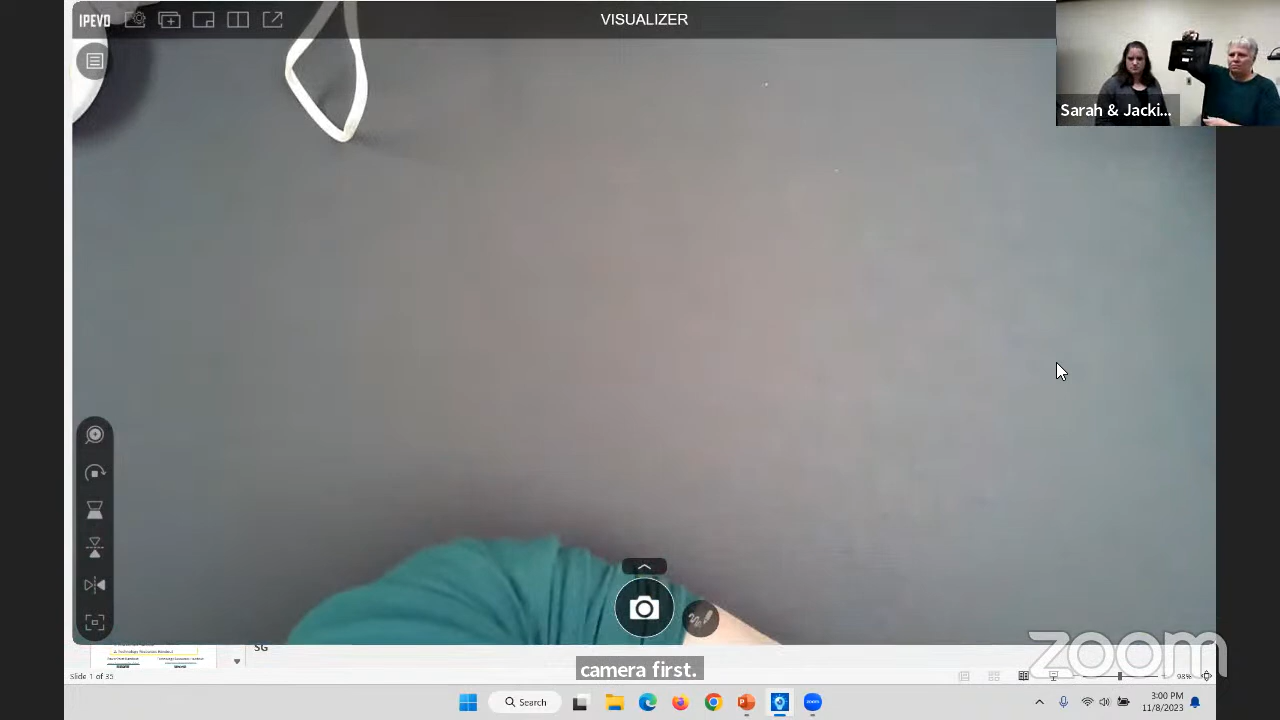 IPEVO
VISUALIZER
Sarah & Jacki...
SG
Slide 1 of 35
camera first.
zoom
98%
Search
3:00 PM
11/8/2023